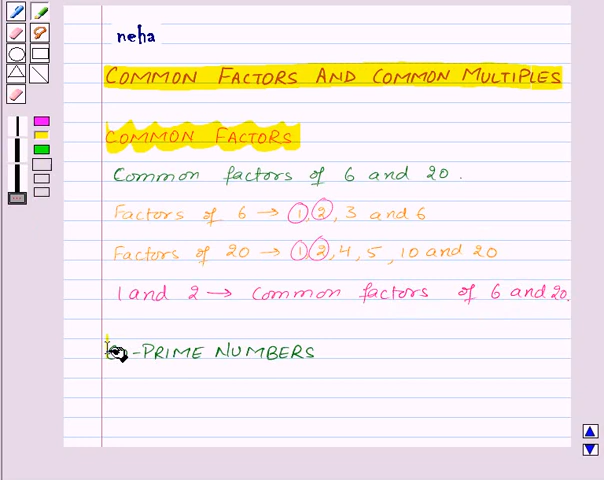 neha
COMMON FACTORS AND COMMON MULTIPLES
COMMON FACTORS
Common factors of 6 and 20.
Factors of 6 → 1, 2, 3 and 6
Factors of 20 → 1, 2, 4, 5, 10 and 20
1 and 2 → Common factors of 6 and 20.
-PRIME NUMBERS